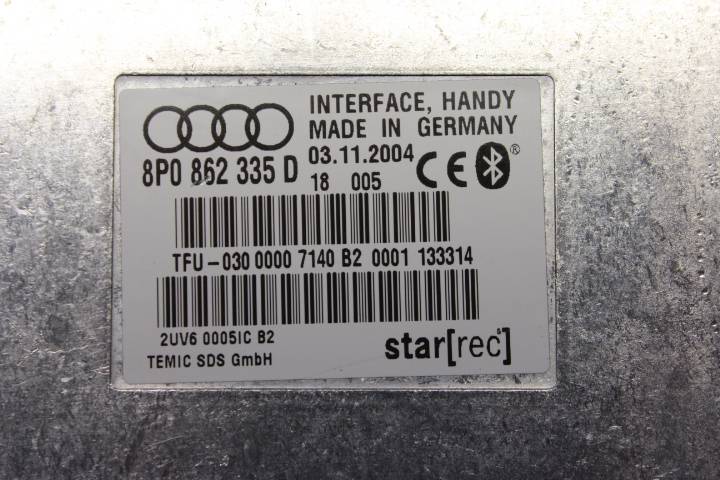 INTERFACE, HANDY
MADE IN GERMANY
8P0 862 335 D
03.11.2004
18 005
CE
®
TFU-030 0000 7140 B2 0001 133314
2UV6 0005IC B2
TEMIC SDS GmbH
star[rec]